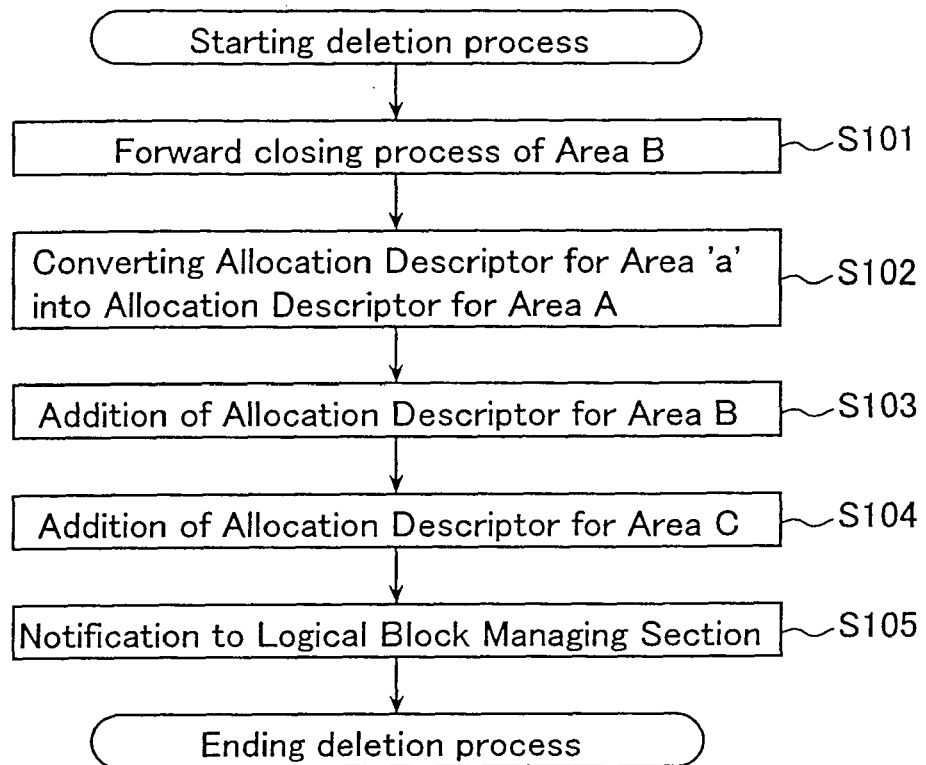 Starting deletion process
Forward closing process of Area B
S101
Converting Allocation Descriptor for Area 'a'
into Allocation Descriptor for Area A
S102
Addition of Allocation Descriptor for Area B
S103
Addition of Allocation Descriptor for Area C
S104
Notification to Logical Block Managing Section
S105
Ending deletion process